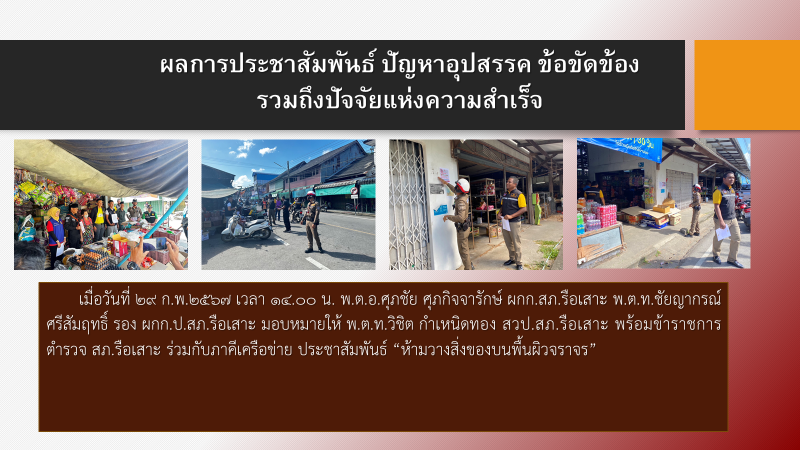 ผลการประชาสัมพันธ์ ปัญหาอุปสรรค ข้อขัดข้อง
รวมถึงปัจจัยแห่งความสำเร็จ
เมื่อวันที่ ๒๙ ก.พ.๒๕๖๗ เวลา ๑๔.๐๐ น. พ.ต.อ.ศุภชัย ศุภกิจจารักษ์ ผกก.สภ.รือเสาะ พ.ต.ท.ชัยญากรณ์
ศรีสัมฤทธิ์ รอง ผกก.ป.สภ.รือเสาะ มอบหมายให้ พ.ต.ท.วิชิต กำเหนิดทอง สวป.สภ.รือเสาะ พร้อมข้าราชการ
ตำรวจ สภ.รือเสาะ ร่วมกับภาคีเครือข่าย ประชาสัมพันธ์ “ห้ามวางสิ่งของบนพื้นผิวจราจร”